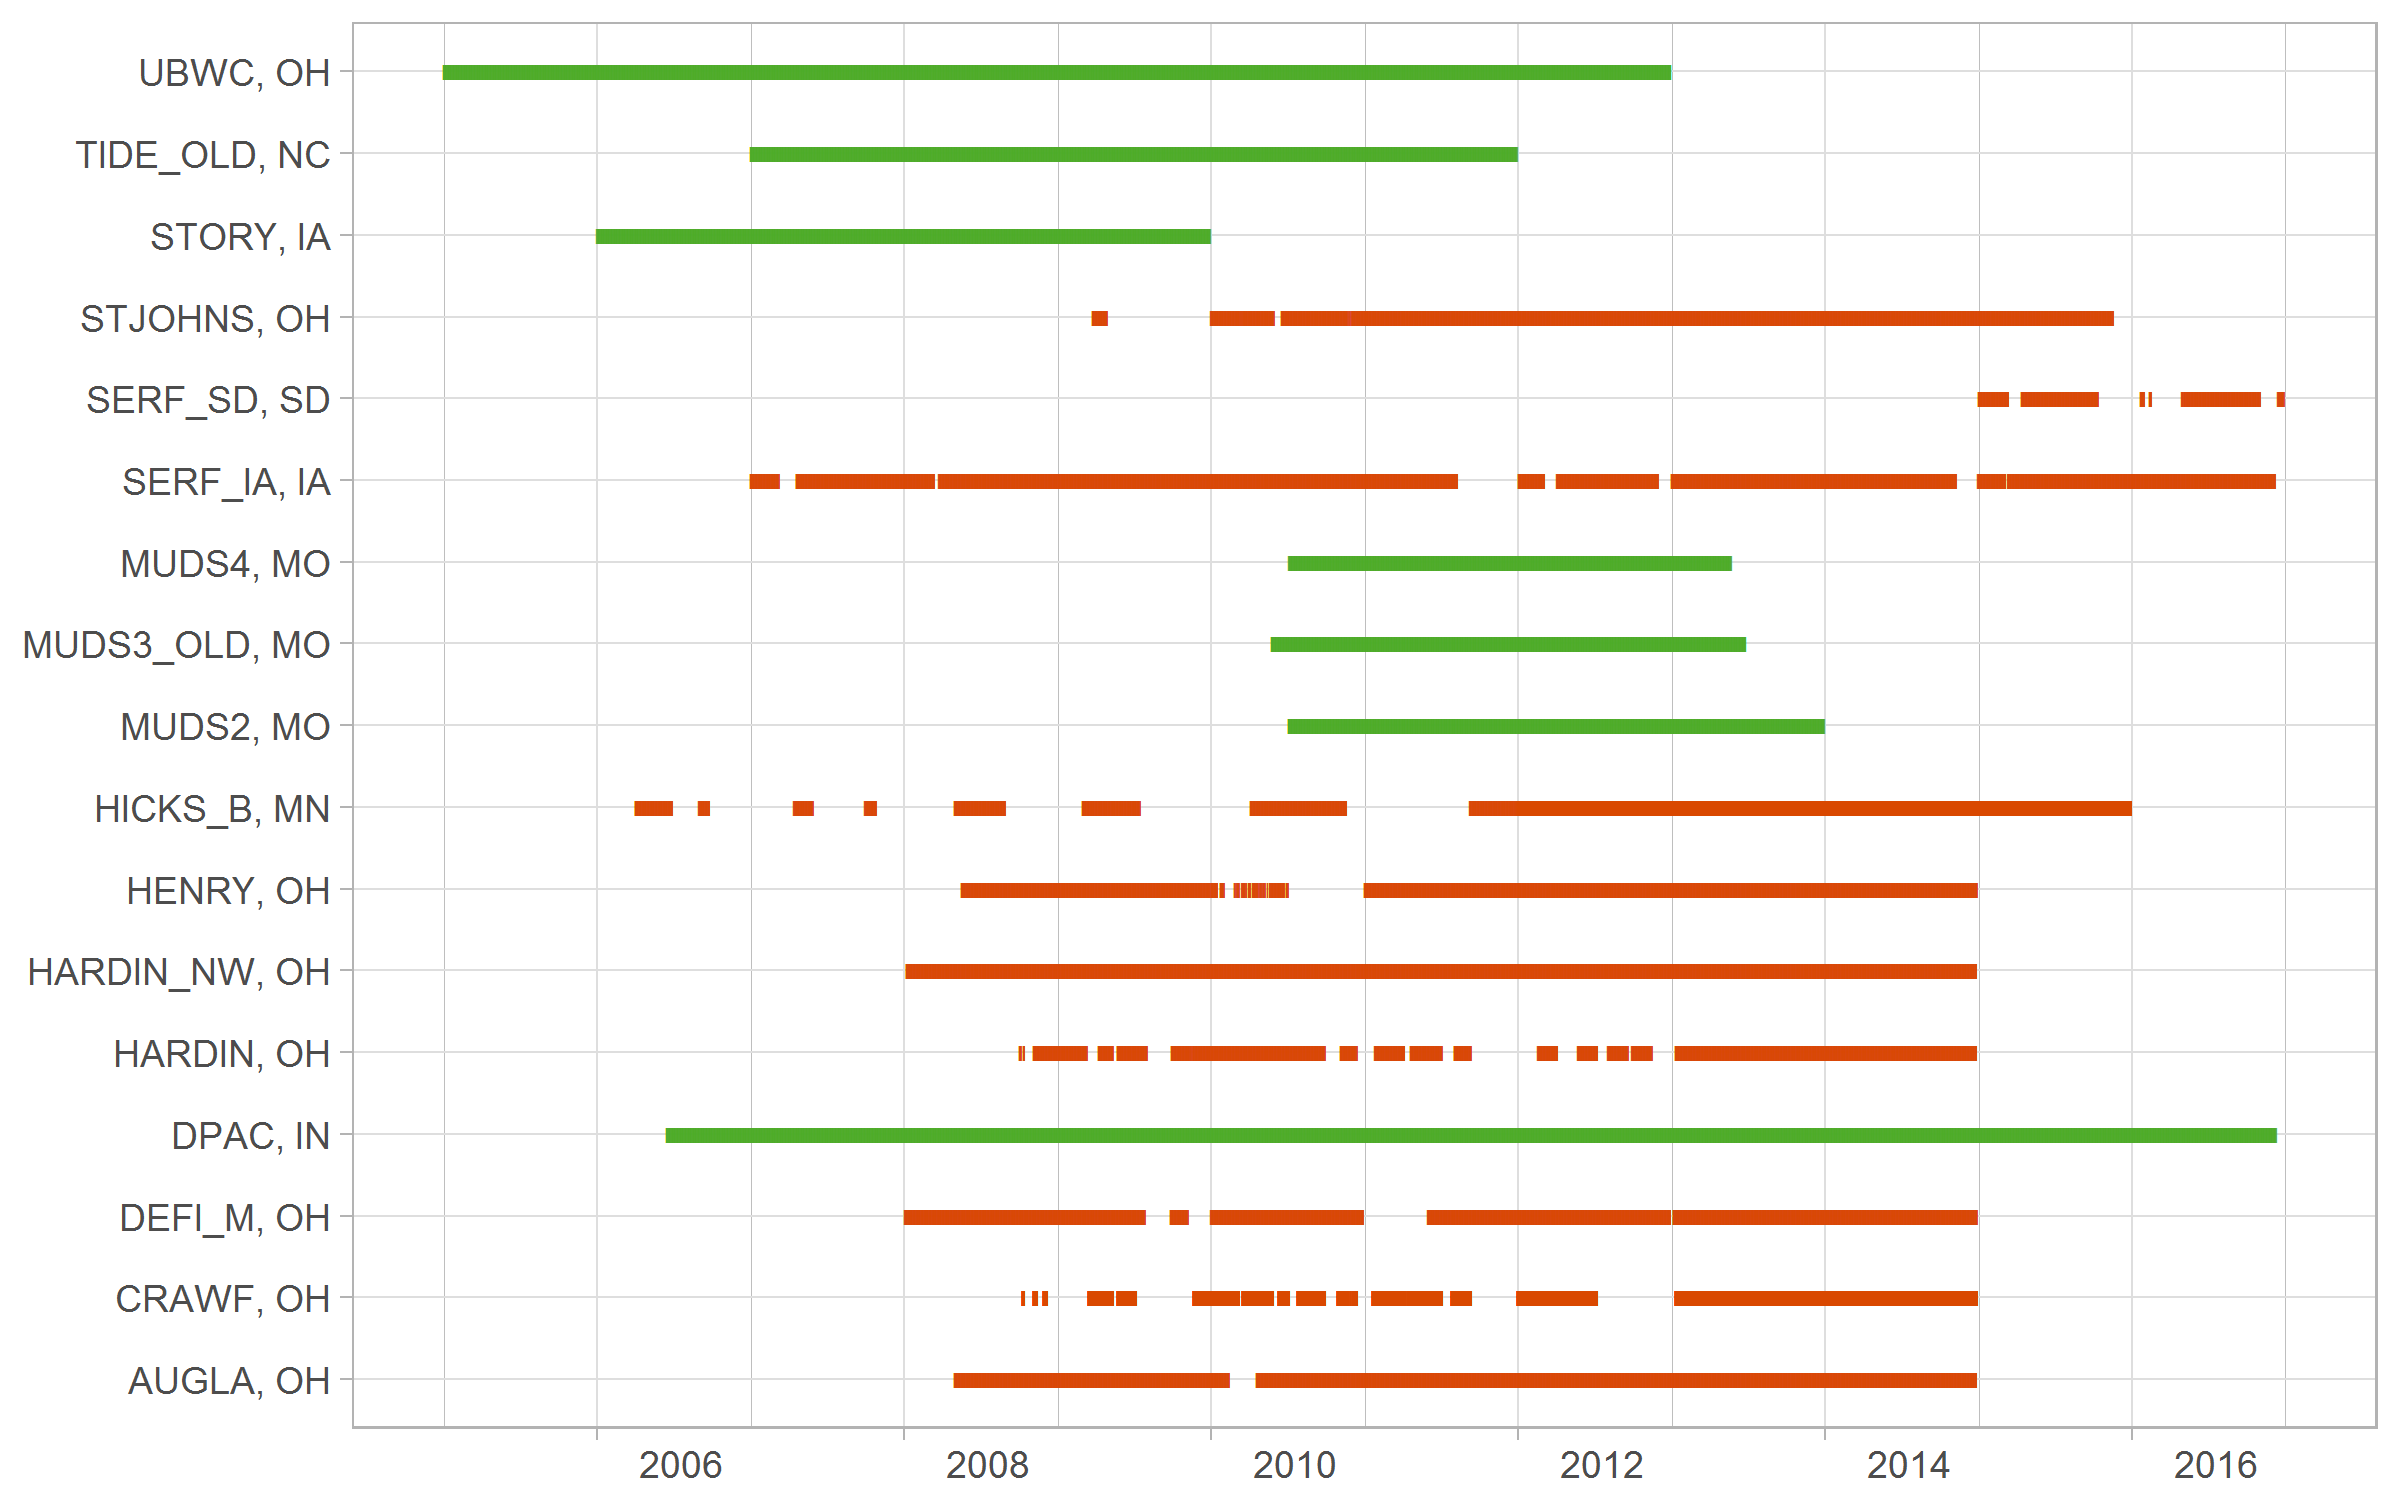 UBWC, OH
TIDE_OLD, NC
STORY, IA
STJOHNS, OH
SERF_SD, SD
SERF_IA, IA
MUDS4, MO
MUDS3_OLD, MO
MUDS2, MO
HICKS_B, MN
HENRY, OH
HARDIN_NW, OH
HARDIN, OH
DPAC, IN
DEFI_M, OH
CRAWF, OH
AUGLA, OH
2006 2008 2010 2012 2014 2016